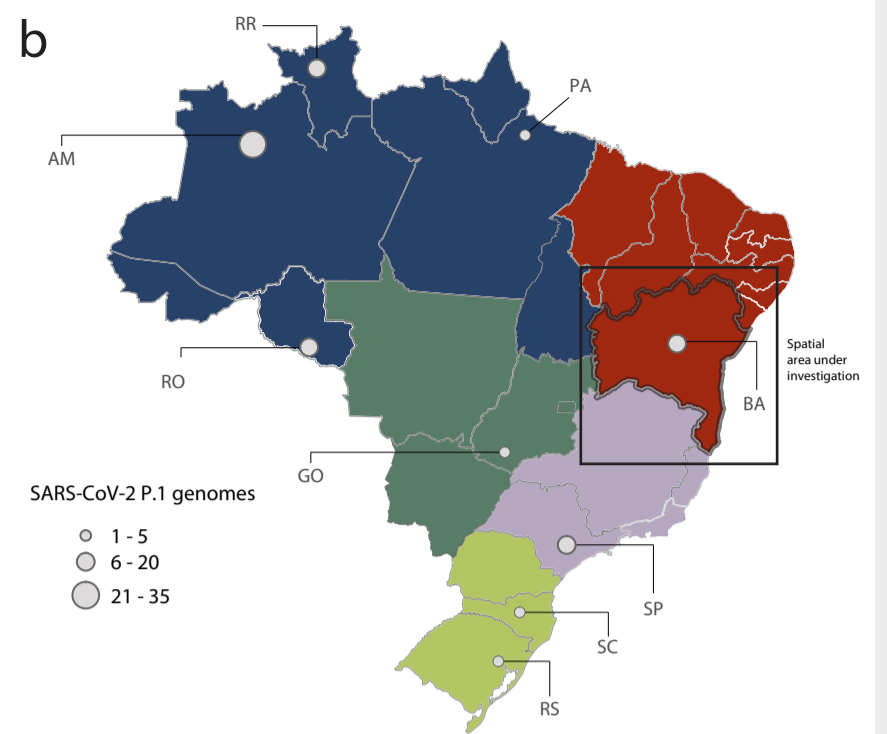 b
RR
PA
AM
Spatial
area under
investigation
RO
BA
GO
SARS-CoV-2 P.1 genomes
1 - 5
6 - 20
21 - 35
SP
SC
RS